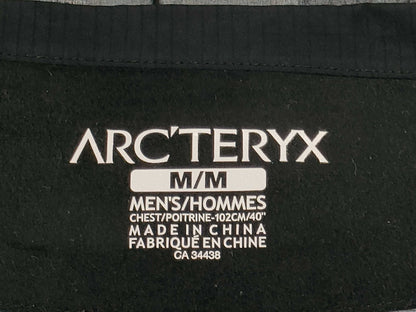 ARC'TERYX
M/M
MEN'S/HOMMES
CHEST/POITRINE-102CM/40"
MADE IN CHINA
FABRIQUÉ EN CHINE
CA 34438